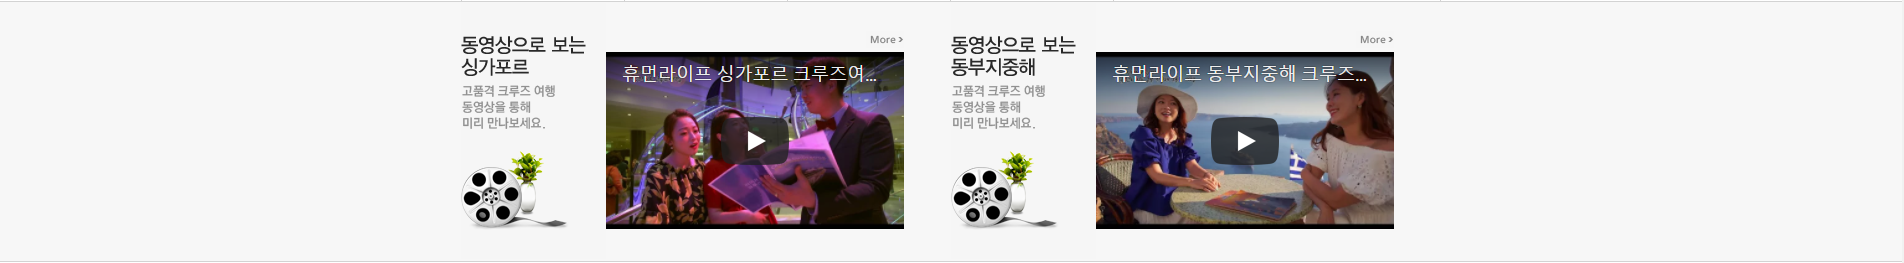 동영상으로 보는
싱가포르
고품격 크루즈 여행
동영상을 통해
미리 만나보세요.
More >
휴먼라이프 싱가포르 크루즈여...
동영상으로 보는
동부지중해
고품격 크루즈 여행
동영상을 통해
미리 만나보세요.
More >
휴먼라이프 동부지중해 크루즈...